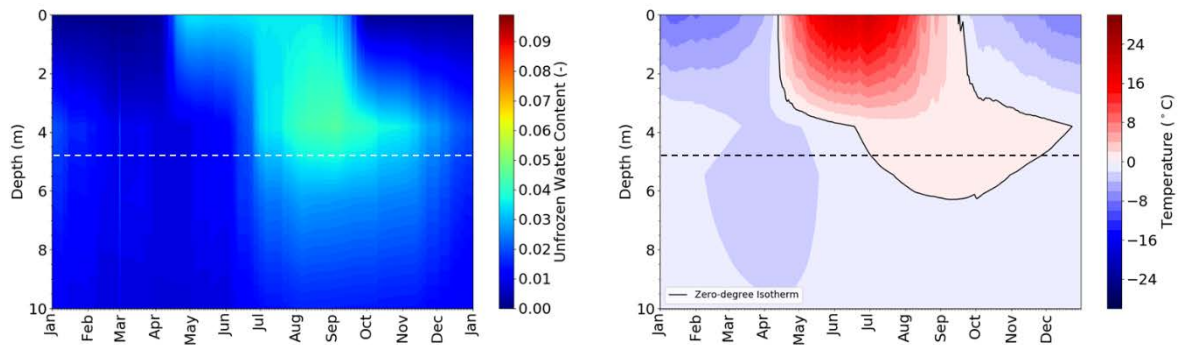 0
2
4
6
8
10
Depth (m)
Jan
Feb
Mar
Apr
May
Jun
Jul
Aug
Sep
Oct
Nov
Dec
Jan
0.09
0.08
0.07
0.06
0.05
0.04
0.03
0.02
0.01
0.00
Unfrozen Watet Content (-)
0
2
4
6
8
10
Depth (m)
Zero-degree Isotherm
Jan
Feb
Mar
Apr
May
Jun
Jul
Aug
Sep
Oct
Nov
Dec
24
16
8
0
−8
−16
−24
Temperature (°C)